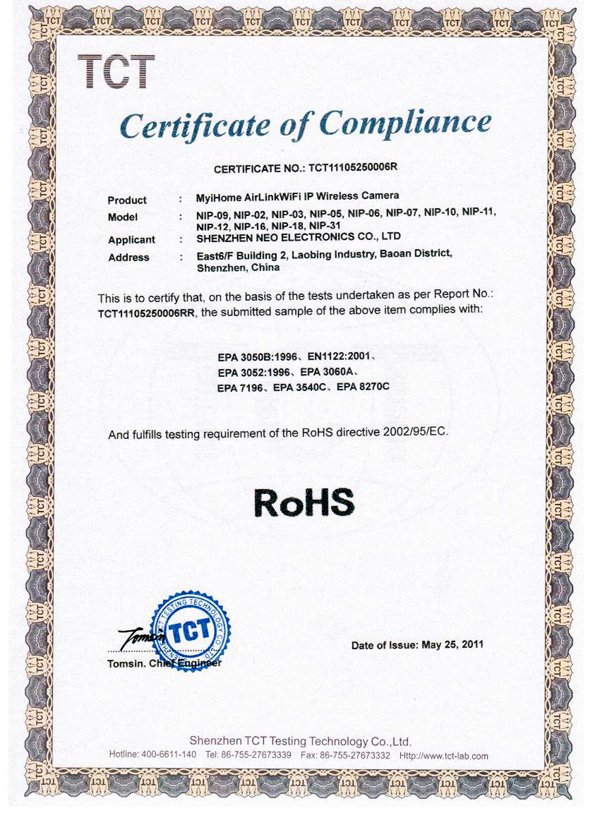 TCT
Certificate of Compliance
CERTIFICATE NO.: TCT11105250006R
Product : MyiHome AirLinkWiFi IP Wireless Camera
Model : NIP-09, NIP-02, NIP-03, NIP-05, NIP-06, NIP-07, NIP-10, NIP-11,
NIP-12, NIP-16, NIP-18, NIP-31
Applicant : SHENZHEN NEO ELECTRONICS CO., LTD
Address : East6/F Building 2, Laobing Industry, Baoan District,
Shenzhen, China
This is to certify that, on the basis of the tests undertaken as per Report No.:
TCT11105250006RR, the submitted sample of the above item complies with:
EPA 3050B:1996、EN1122:2001、
EPA 3052:1996、EPA 3060A、
EPA 7196、EPA 3540C、EPA 8270C
And fulfills testing requirement of the RoHS directive 2002/95/EC.
RoHS
TCT TESTING TECHNOLOGY CO.,LTD
TCT
Tomsin
Tomsin. Chief Engineer
Date of Issue: May 25, 2011
Shenzhen TCT Testing Technology Co.,Ltd.
Hotline: 400-6611-140 Tel: 86-755-27673339 Fax: 86-755-27673332 Http://www.tct-lab.com